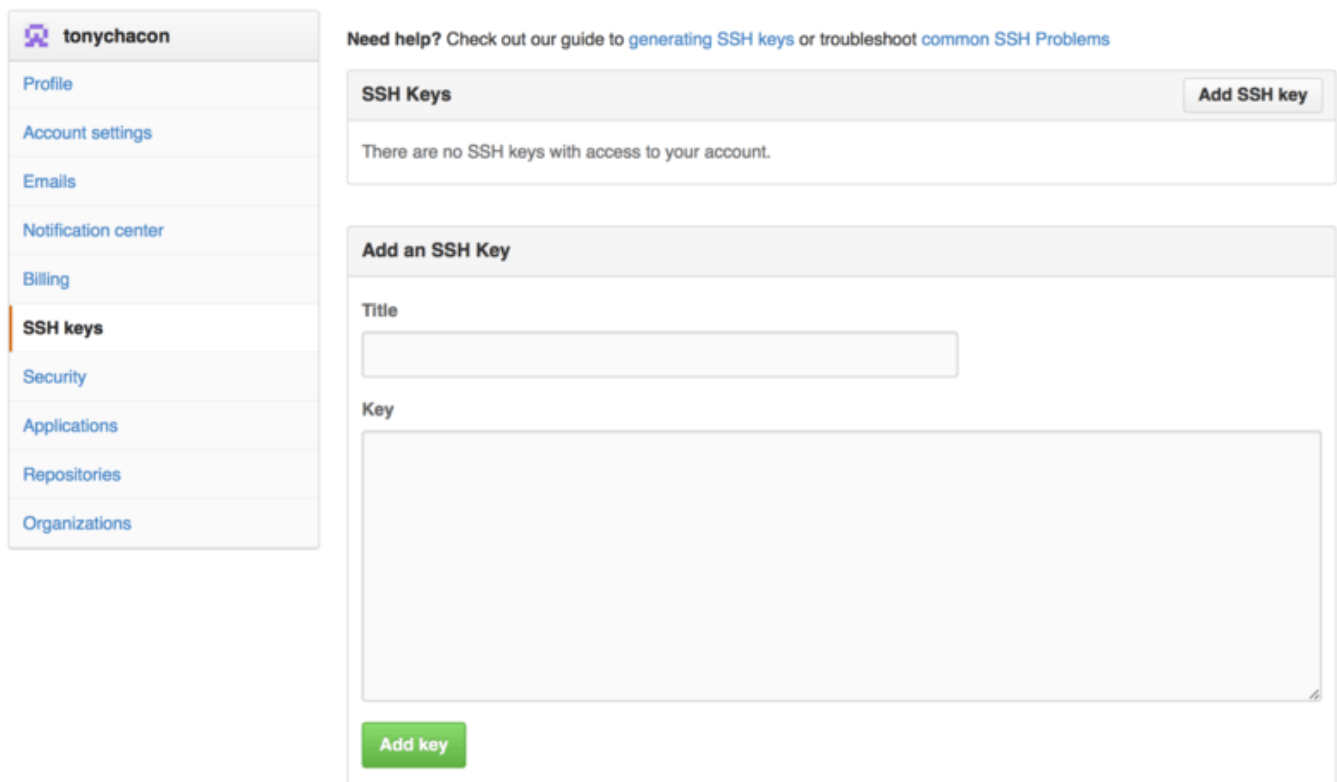 tonychacon
Profile
Account settings
Emails
Notification center
Billing
SSH keys
Security
Applications
Repositories
Organizations
Need help? Check out our guide to generating SSH keys or troubleshoot common SSH Problems
SSH Keys
Add SSH key
There are no SSH keys with access to your account.
Add an SSH Key
Title
Key
Add key